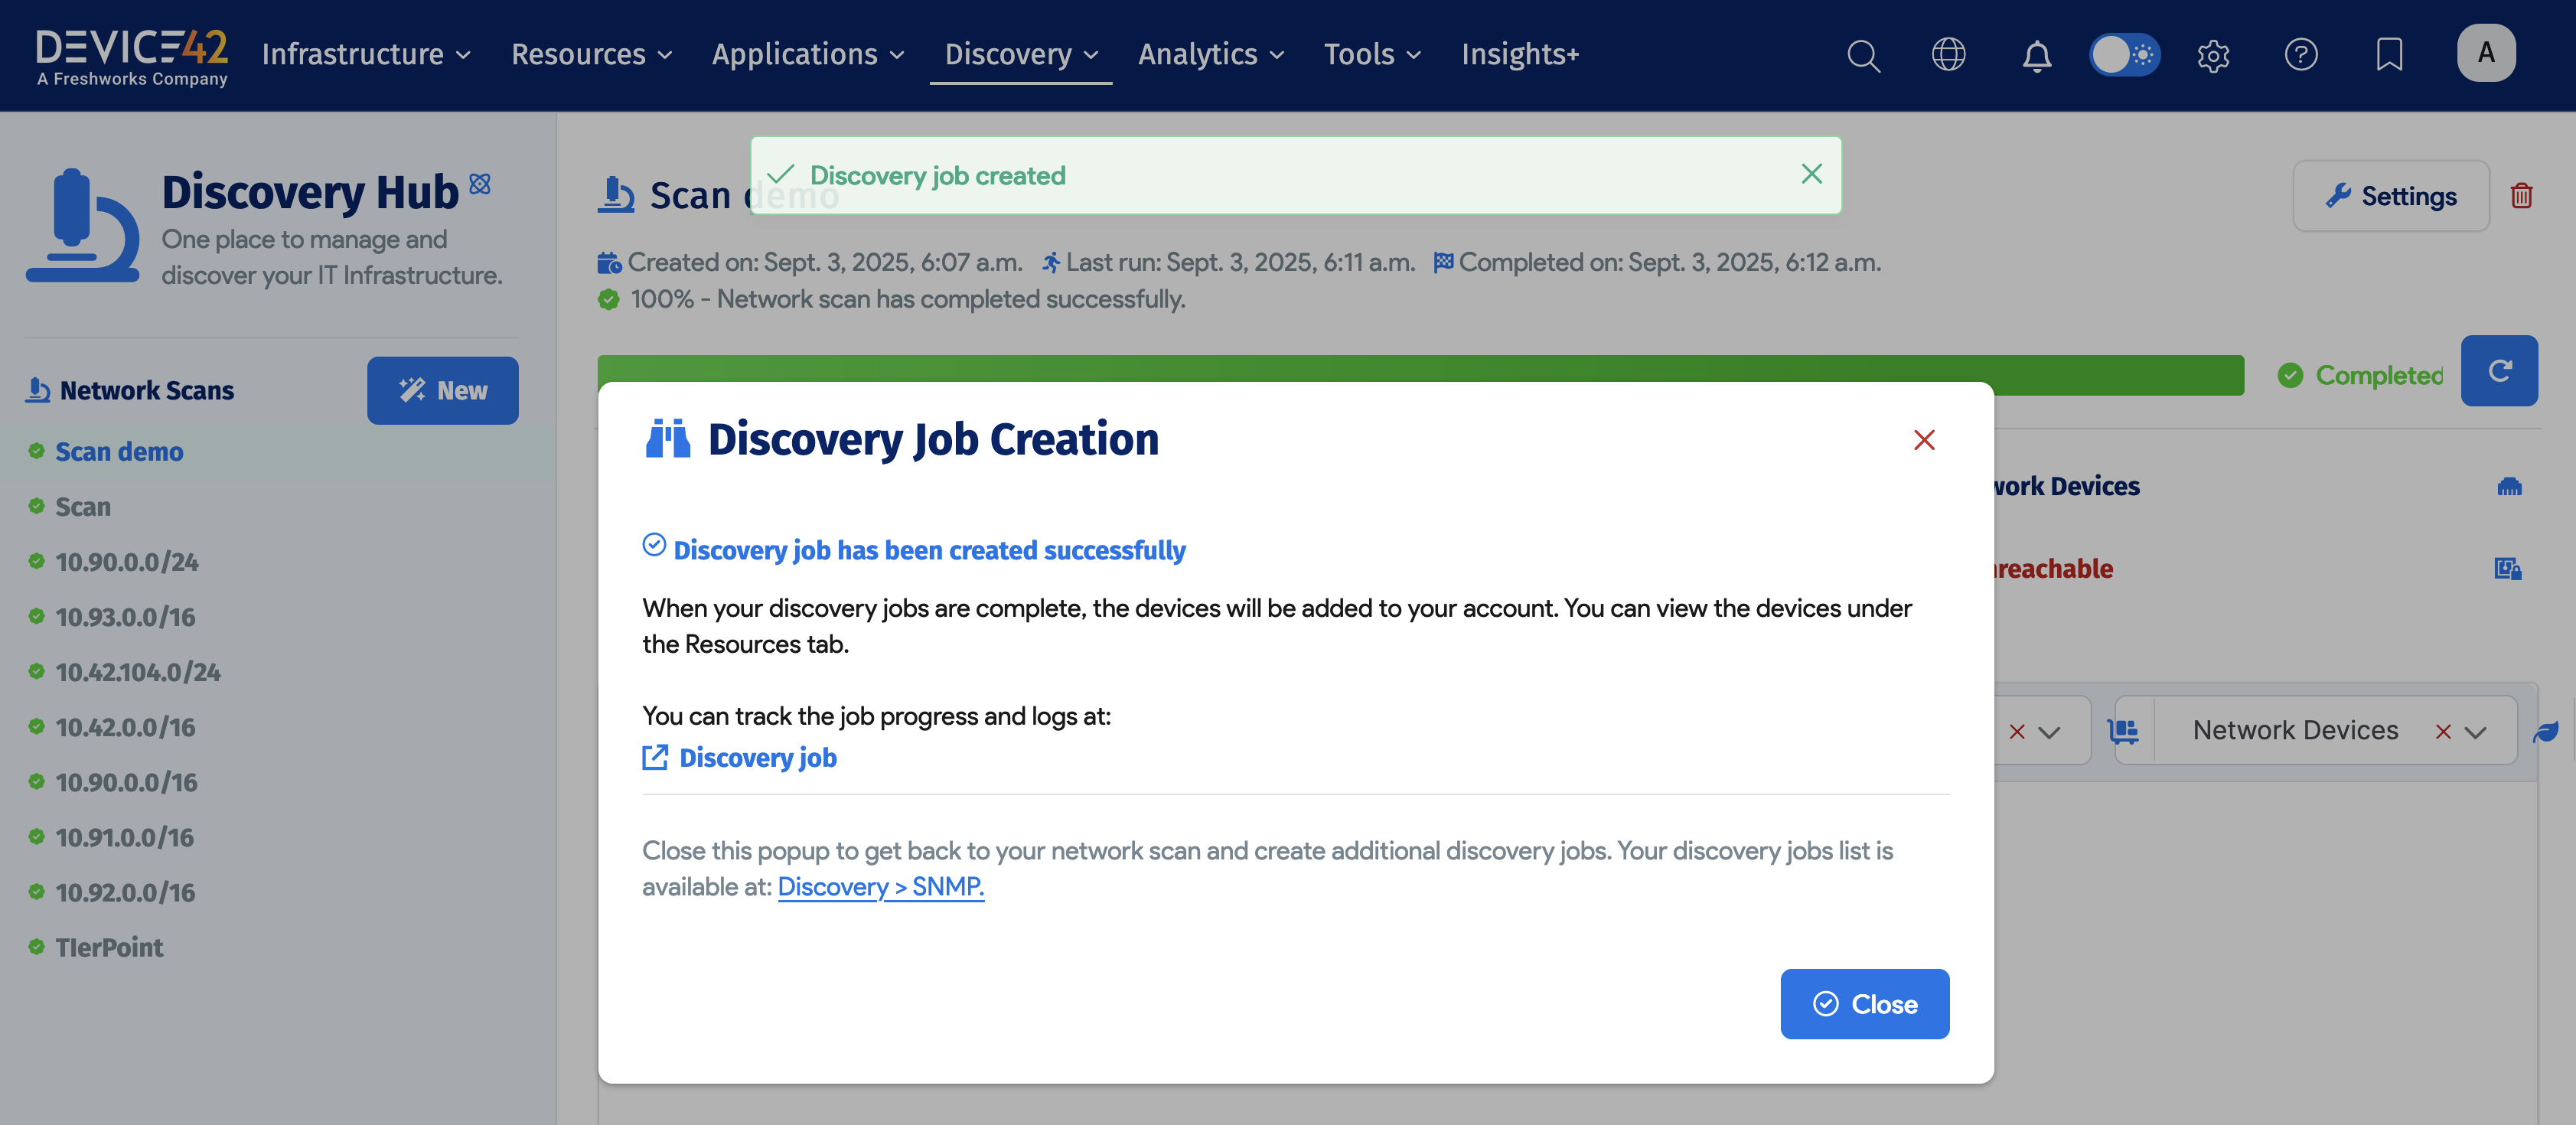 DEVICE42
A Freshworks Company
Infrastructure
Resources
Applications
Discovery
Analytics
Tools
Insights+
A
Discovery Hub
One place to manage and
discover your IT Infrastructure.
Network Scans
New
Scan demo
Scan
10.90.0.0/24
10.93.0.0/16
10.42.104.0/24
10.42.0.0/16
10.90.0.0/16
10.91.0.0/16
10.92.0.0/16
TIerPoint
Discovery job created
Scan demo
Settings
Created on: Sept. 3, 2025, 6:07 a.m. Last run: Sept. 3, 2025, 6:11 a.m. Completed on: Sept. 3, 2025, 6:12 a.m.
100% - Network scan has completed successfully.
Completed
work Devices
nreachable
Network Devices
Discovery Job Creation
Discovery job has been created successfully
When your discovery jobs are complete, the devices will be added to your account. You can view the devices under
the Resources tab.
You can track the job progress and logs at:
Discovery job
Close this popup to get back to your network scan and create additional discovery jobs. Your discovery jobs list is
available at: Discovery > SNMP.
Close